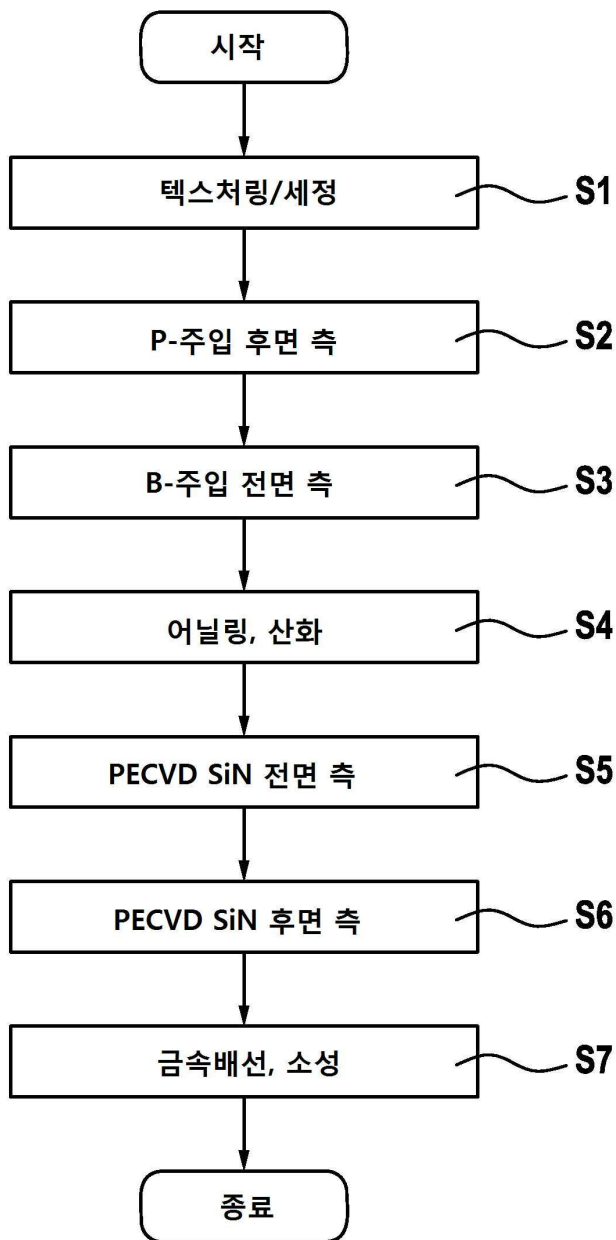 시작
텍스처링/세정 S1
P-주입 후면 측 S2
B-주입 전면 측 S3
어닐링, 산화 S4
PECVD SiN 전면 측 S5
PECVD SiN 후면 측 S6
금속배선, 소성 S7
종료